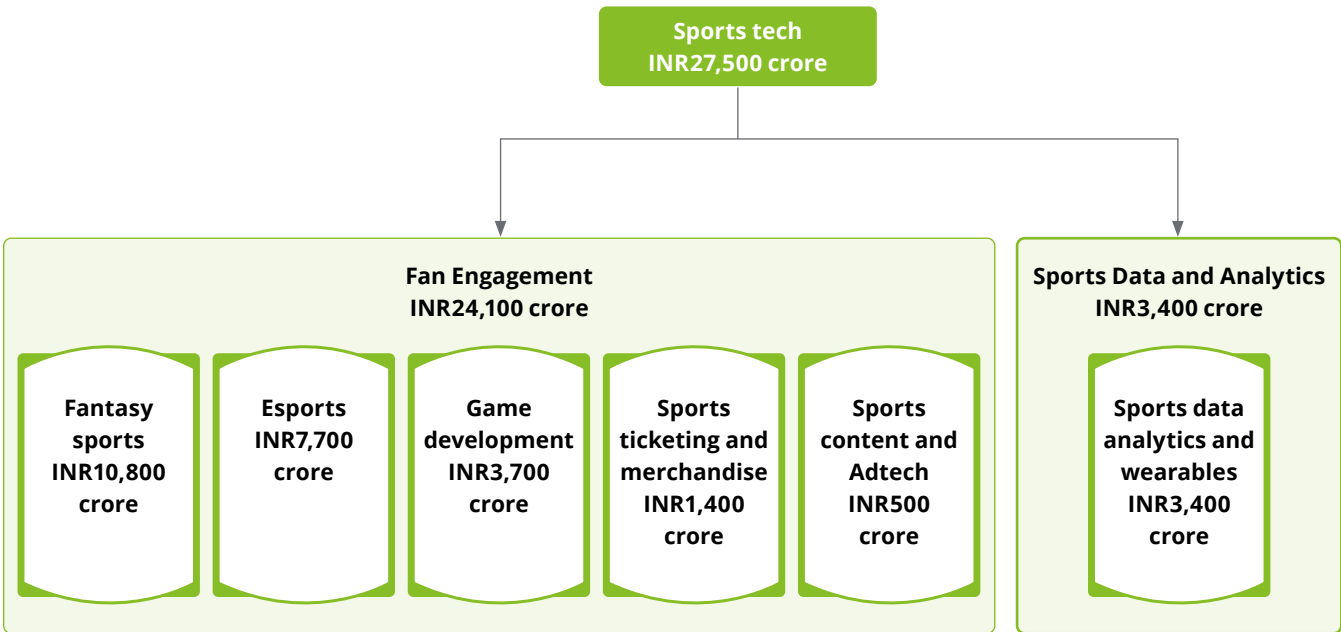 Sports tech
INR27,500 crore
Fan Engagement
INR24,100 crore
Fantasy
sports
INR10,800
crore
Esports
INR7,700
crore
Game
development
INR3,700
crore
Sports
ticketing and
merchandise
INR1,400
crore
Sports
content and
Adtech
INR500
crore
Sports Data and Analytics
INR3,400 crore
Sports data
analytics and
wearables
INR3,400
crore